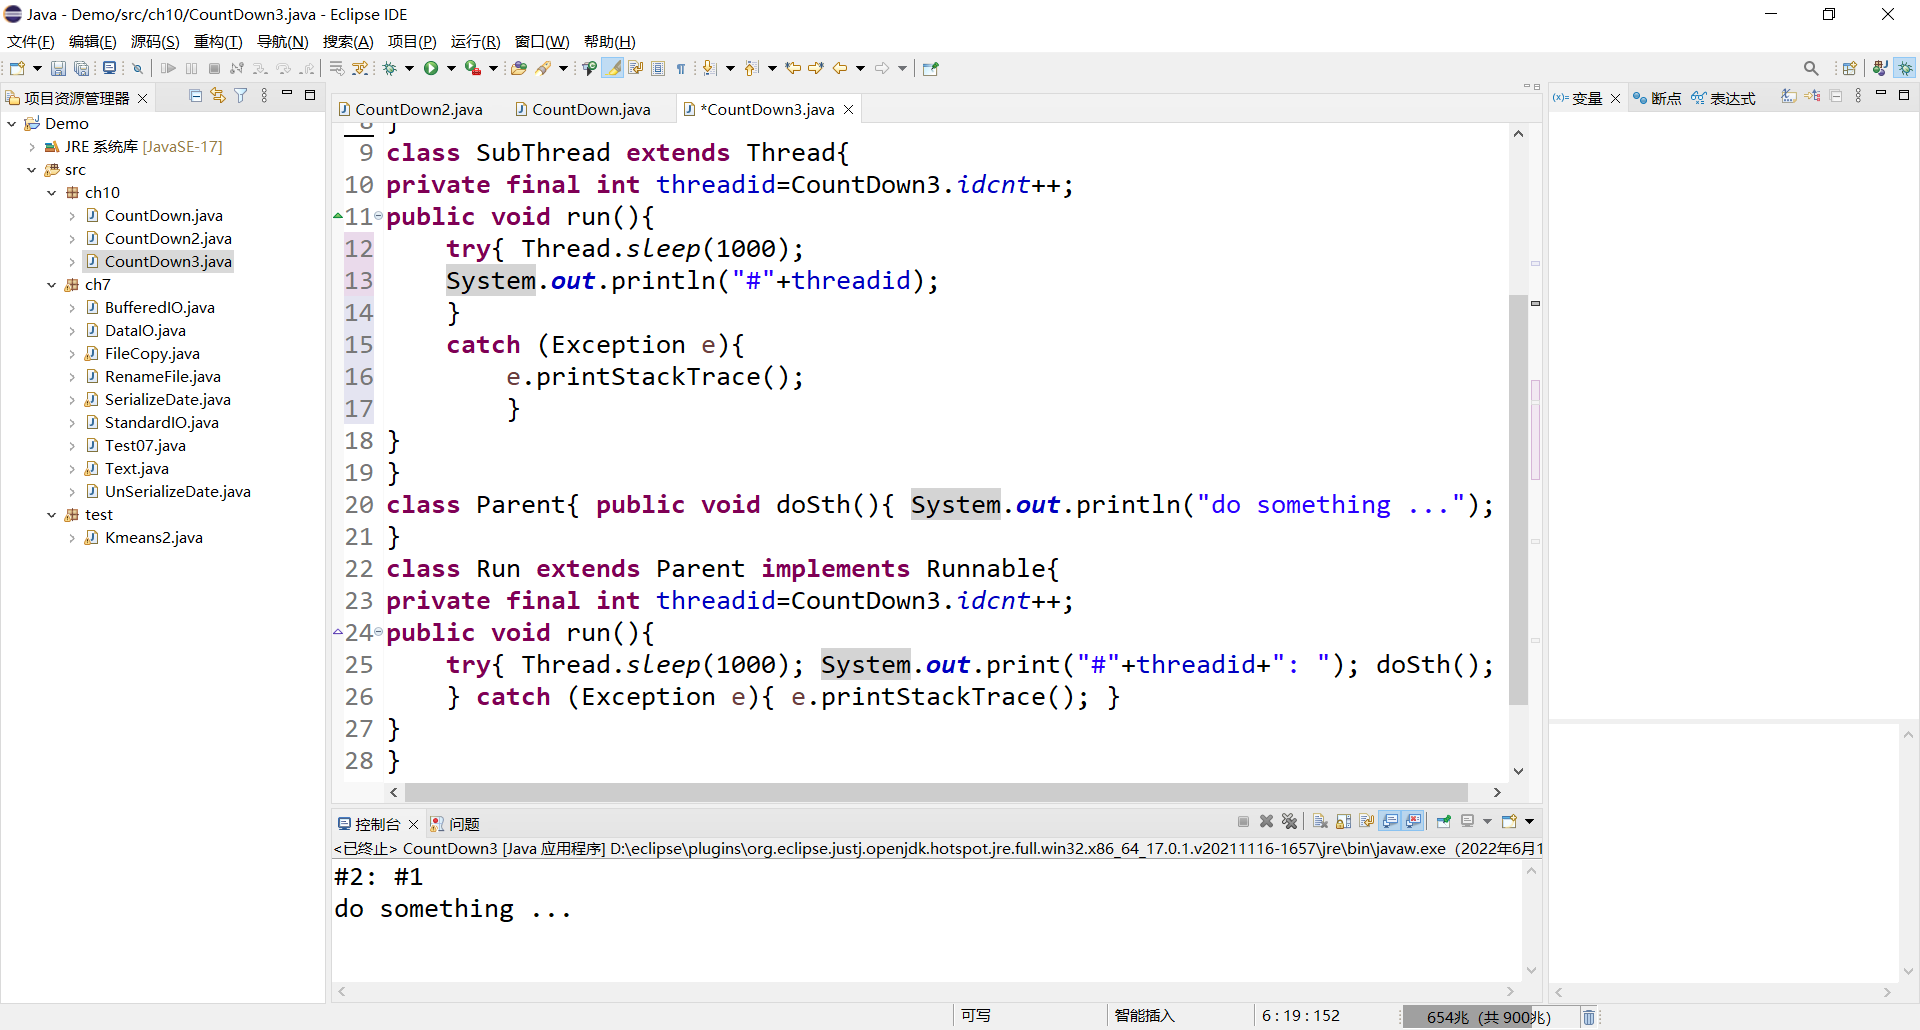 Java - Demo/src/ch10/CountDown3.java - Eclipse IDE
文件(F) 编辑(E) 源码(S) 重构(T) 导航(N) 搜索(A) 项目(P) 运行(R) 窗口(W) 帮助(H)
项目资源管理器
Demo
JRE 系统库 [JavaSE-17]
src
ch10
CountDown.java
CountDown2.java
CountDown3.java
ch7
BufferedIO.java
DataIO.java
FileCopy.java
RenameFile.java
SerializeDate.java
StandardIO.java
Test07.java
Text.java
UnSerializeDate.java
test
Kmeans2.java
CountDown2.java CountDown.java *CountDown3.java
8 }
9 class SubThread extends Thread{
10 private final int threadid=CountDown3.idcnt++;
11 public void run(){
12 try{ Thread.sleep(1000);
13 System.out.println("#"+threadid);
14 }
15 catch (Exception e){
16 e.printStackTrace();
17 }
18 }
19 }
20 class Parent{ public void doSth(){ System.out.println("do something ...");
21 }
22 class Run extends Parent implements Runnable{
23 private final int threadid=CountDown3.idcnt++;
24 public void run(){
25 try{ Thread.sleep(1000); System.out.print("#"+threadid+": "); doSth();
26 } catch (Exception e){ e.printStackTrace(); }
27 }
28 }
(x)= 变量 断点 表达式
控制台 问题
<已终止> CountDown3 [Java 应用程序] D:\eclipse\plugins\org.eclipse.justj.openjdk.hotspot.jre.full.win32.x86_64_17.0.1.v20211116-1657\jre\bin\javaw.exe (2022年6月1
#2: #1
do something ...
可写 智能插入 6 : 19 : 152 654兆 (共 900兆)